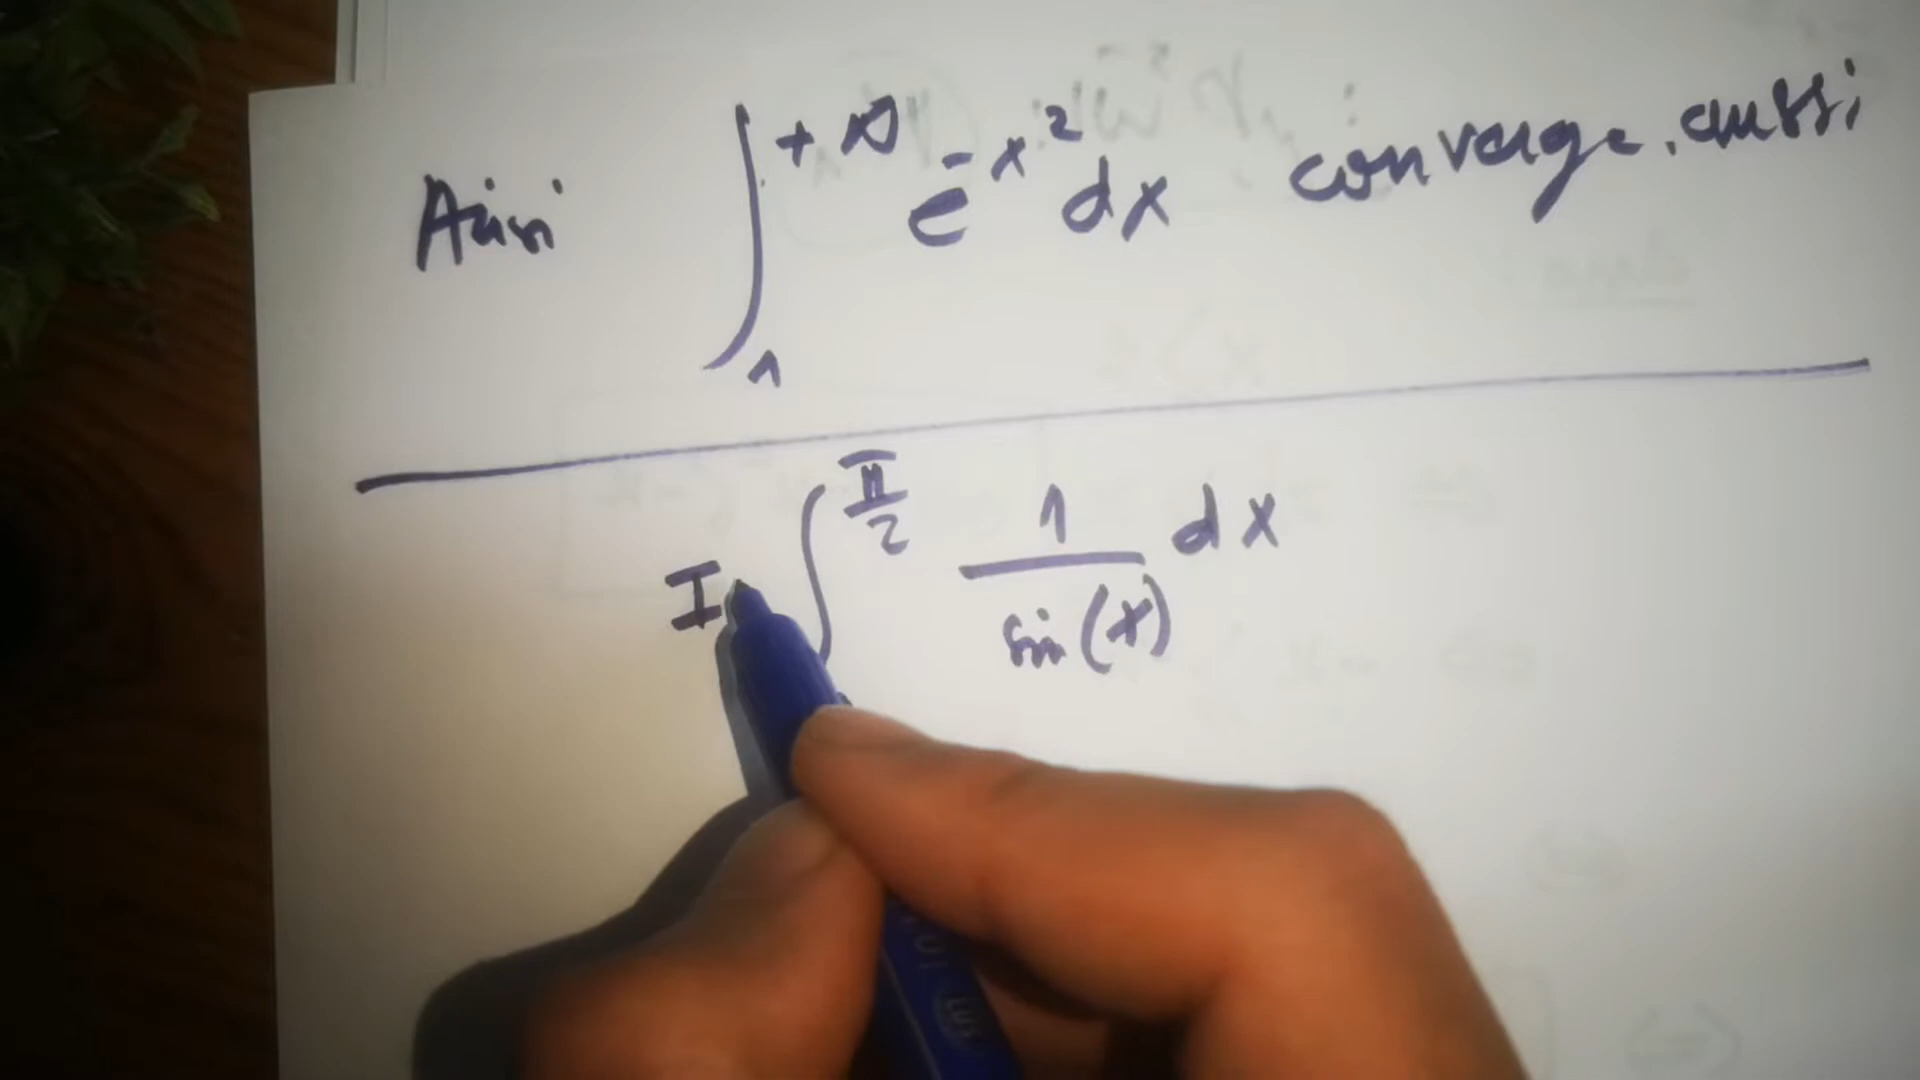 Ainsi ∫₁^{+∞} e^{-x²} dx converge. aussi
I ∫^{π/2} 1/sin(x) dx